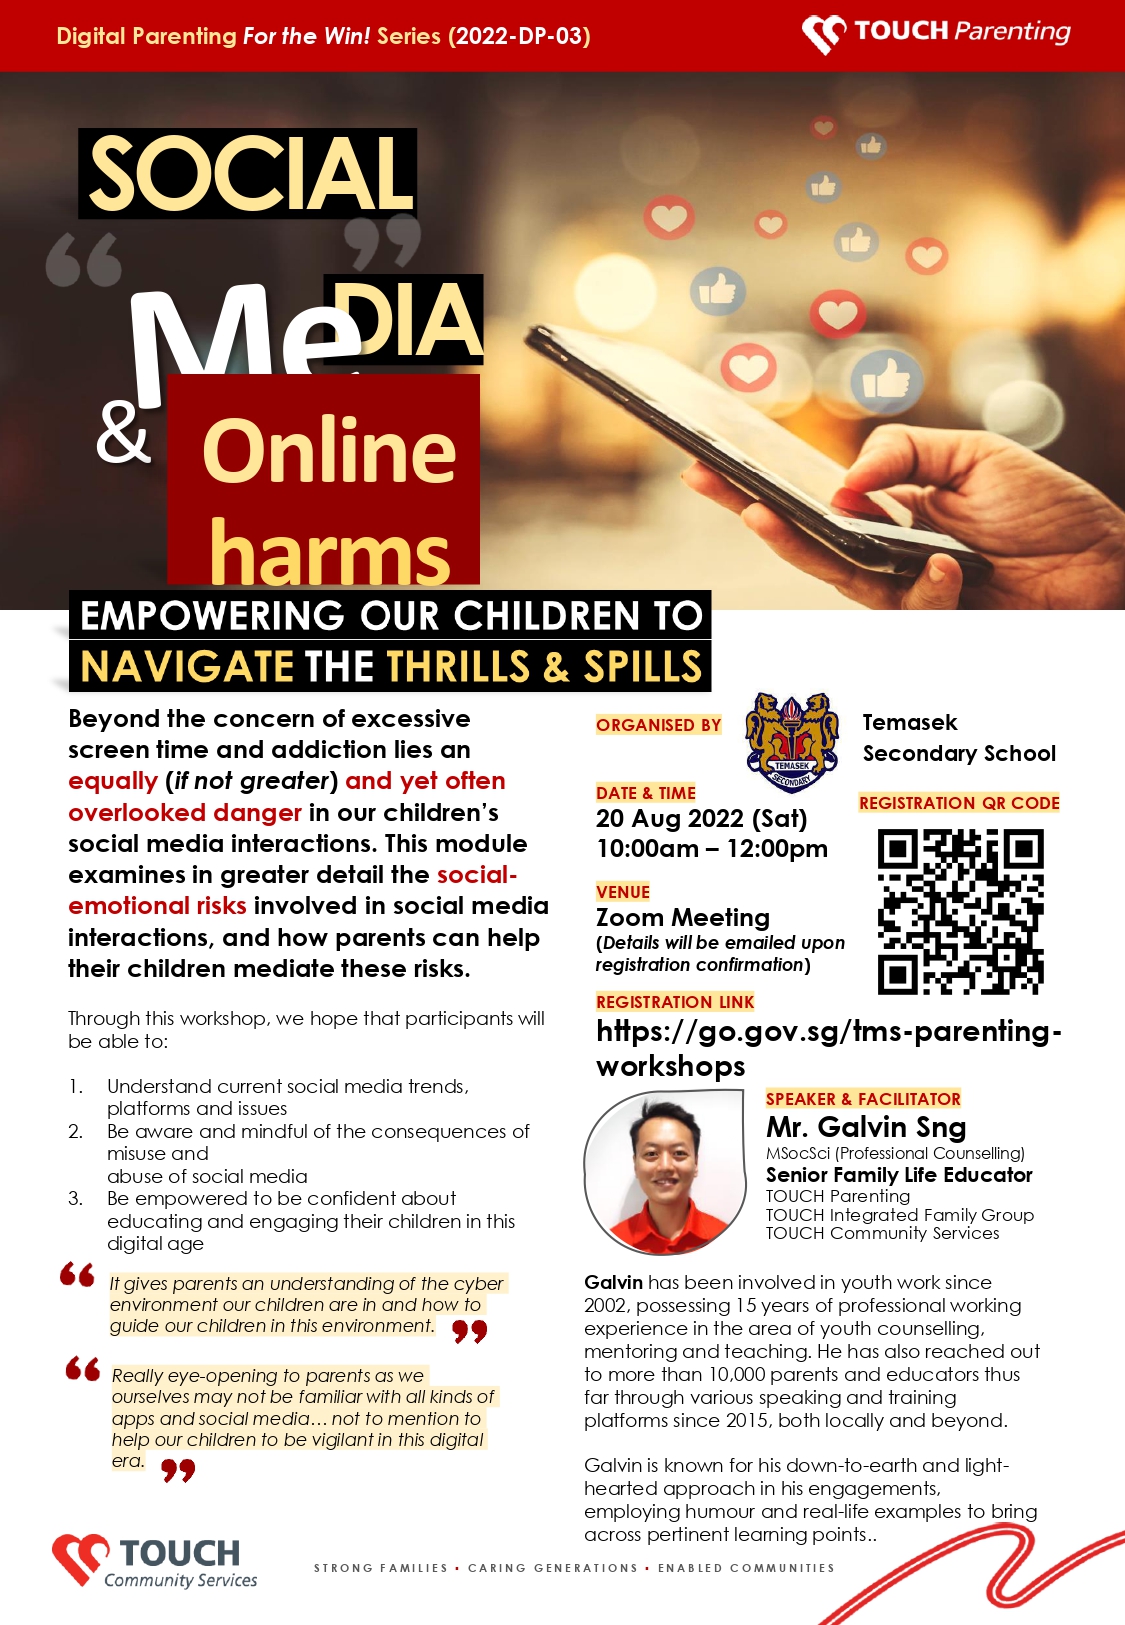 Digital Parenting For the Win! Series (2022-DP-03)
TOUCH Parenting
SOCIAL
“ ”
MeDIA
& Online
harms
EMPOWERING OUR CHILDREN TO
NAVIGATE THE THRILLS & SPILLS
Beyond the concern of excessive
screen time and addiction lies an
equally (if not greater) and yet often
overlooked danger in our children’s
social media interactions. This module
examines in greater detail the social-
emotional risks involved in social media
interactions, and how parents can help
their children mediate these risks.
Through this workshop, we hope that participants will
be able to:
1. Understand current social media trends,
platforms and issues
2. Be aware and mindful of the consequences of
misuse and
abuse of social media
3. Be empowered to be confident about
educating and engaging their children in this
digital age
“ It gives parents an understanding of the cyber
environment our children are in and how to
guide our children in this environment. ”
“ Really eye-opening to parents as we
ourselves may not be familiar with all kinds of
apps and social media… not to mention to
help our children to be vigilant in this digital
era. ”
ORGANISED BY
TEMASEK
SECONDARY
Temasek
Secondary School
DATE & TIME
20 Aug 2022 (Sat)
10:00am – 12:00pm
REGISTRATION QR CODE
VENUE
Zoom Meeting
(Details will be emailed upon
registration confirmation)
REGISTRATION LINK
https://go.gov.sg/tms-parenting-
workshops
SPEAKER & FACILITATOR
Mr. Galvin Sng
MSocSci (Professional Counselling)
Senior Family Life Educator
TOUCH Parenting
TOUCH Integrated Family Group
TOUCH Community Services
Galvin has been involved in youth work since
2002, possessing 15 years of professional working
experience in the area of youth counselling,
mentoring and teaching. He has also reached out
to more than 10,000 parents and educators thus
far through various speaking and training
platforms since 2015, both locally and beyond.
Galvin is known for his down-to-earth and light-
hearted approach in his engagements,
employing humour and real-life examples to bring
across pertinent learning points..
TOUCH
Community Services
STRONG FAMILIES • CARING GENERATIONS • ENABLED COMMUNITIES